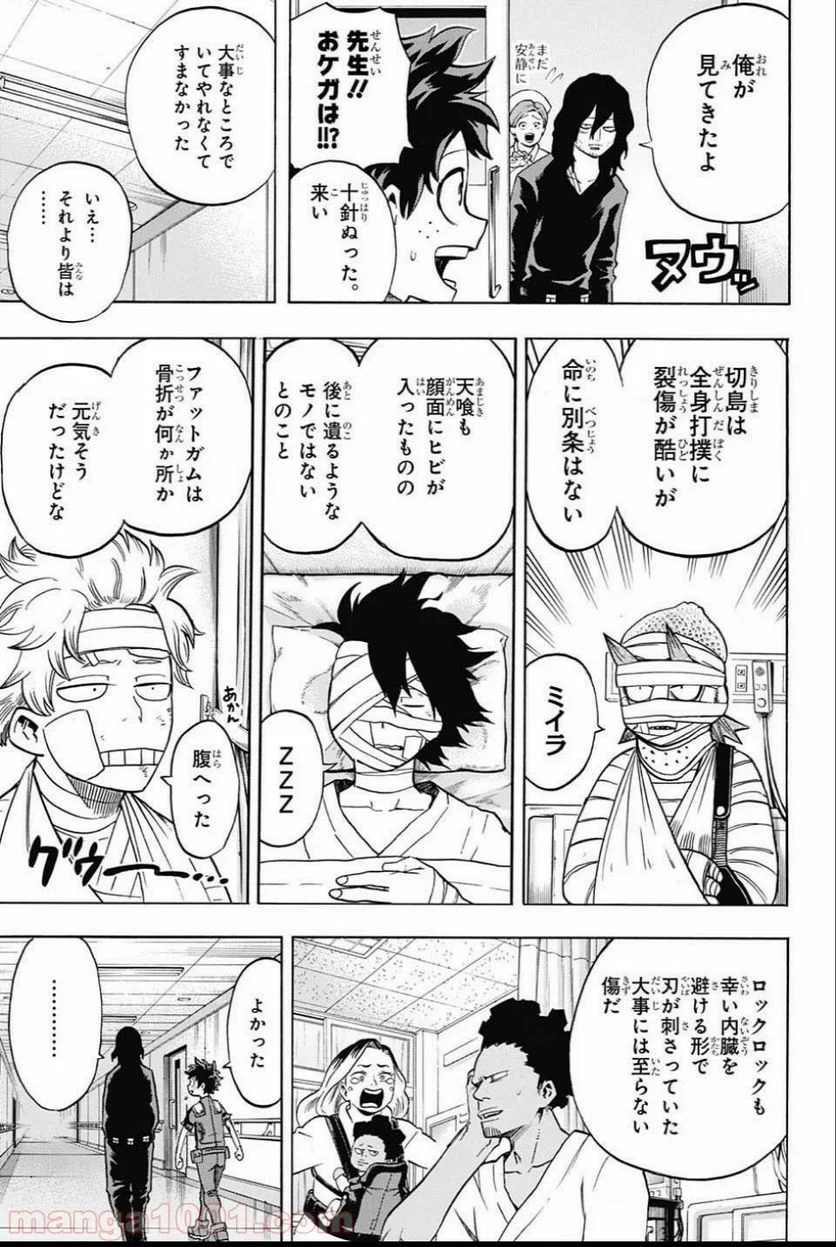 俺が
見てきたよ
まだ
安静に
ヌウッ
先生!!
おケガは!!?
十針ぬった。
来い
大事なところで
いてやれなくて
すまなかった
いえ…
それより皆は
……
切島は
全身打撲に
裂傷が酷いが
命に別条はない
ミイラ
天喰も
顔面にヒビが
入ったものの
後に遺るような
モノではない
とのこと
ZZZ
ファットガムは
骨折が何か所か
元気そう
だったけどな
あかん
腹へった
グウ〜〜…
ロックロックも
幸い内臓を
避ける形で
刃が刺さっていた
大事には至らない
傷だ
よかった
………
manga1001.com